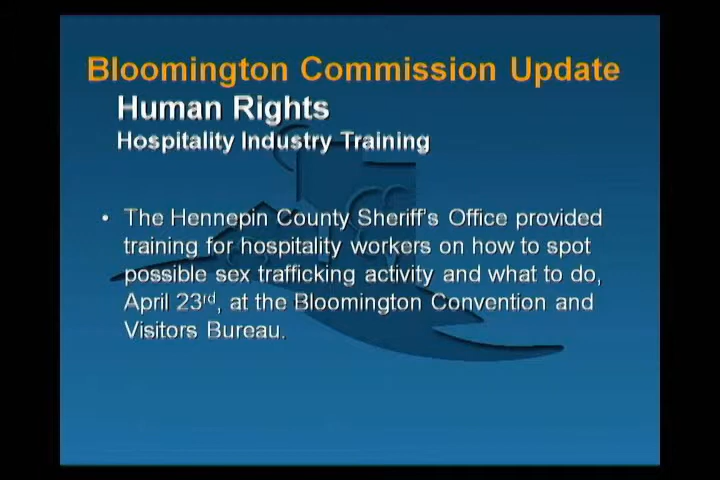 Bloomington Commission Update
Human Rights
Hospitality Industry Training
• The Hennepin County Sheriff's Office provided
training for hospitality workers on how to spot
possible sex trafficking activity and what to do,
April 23rd, at the Bloomington Convention and
Visitors Bureau.